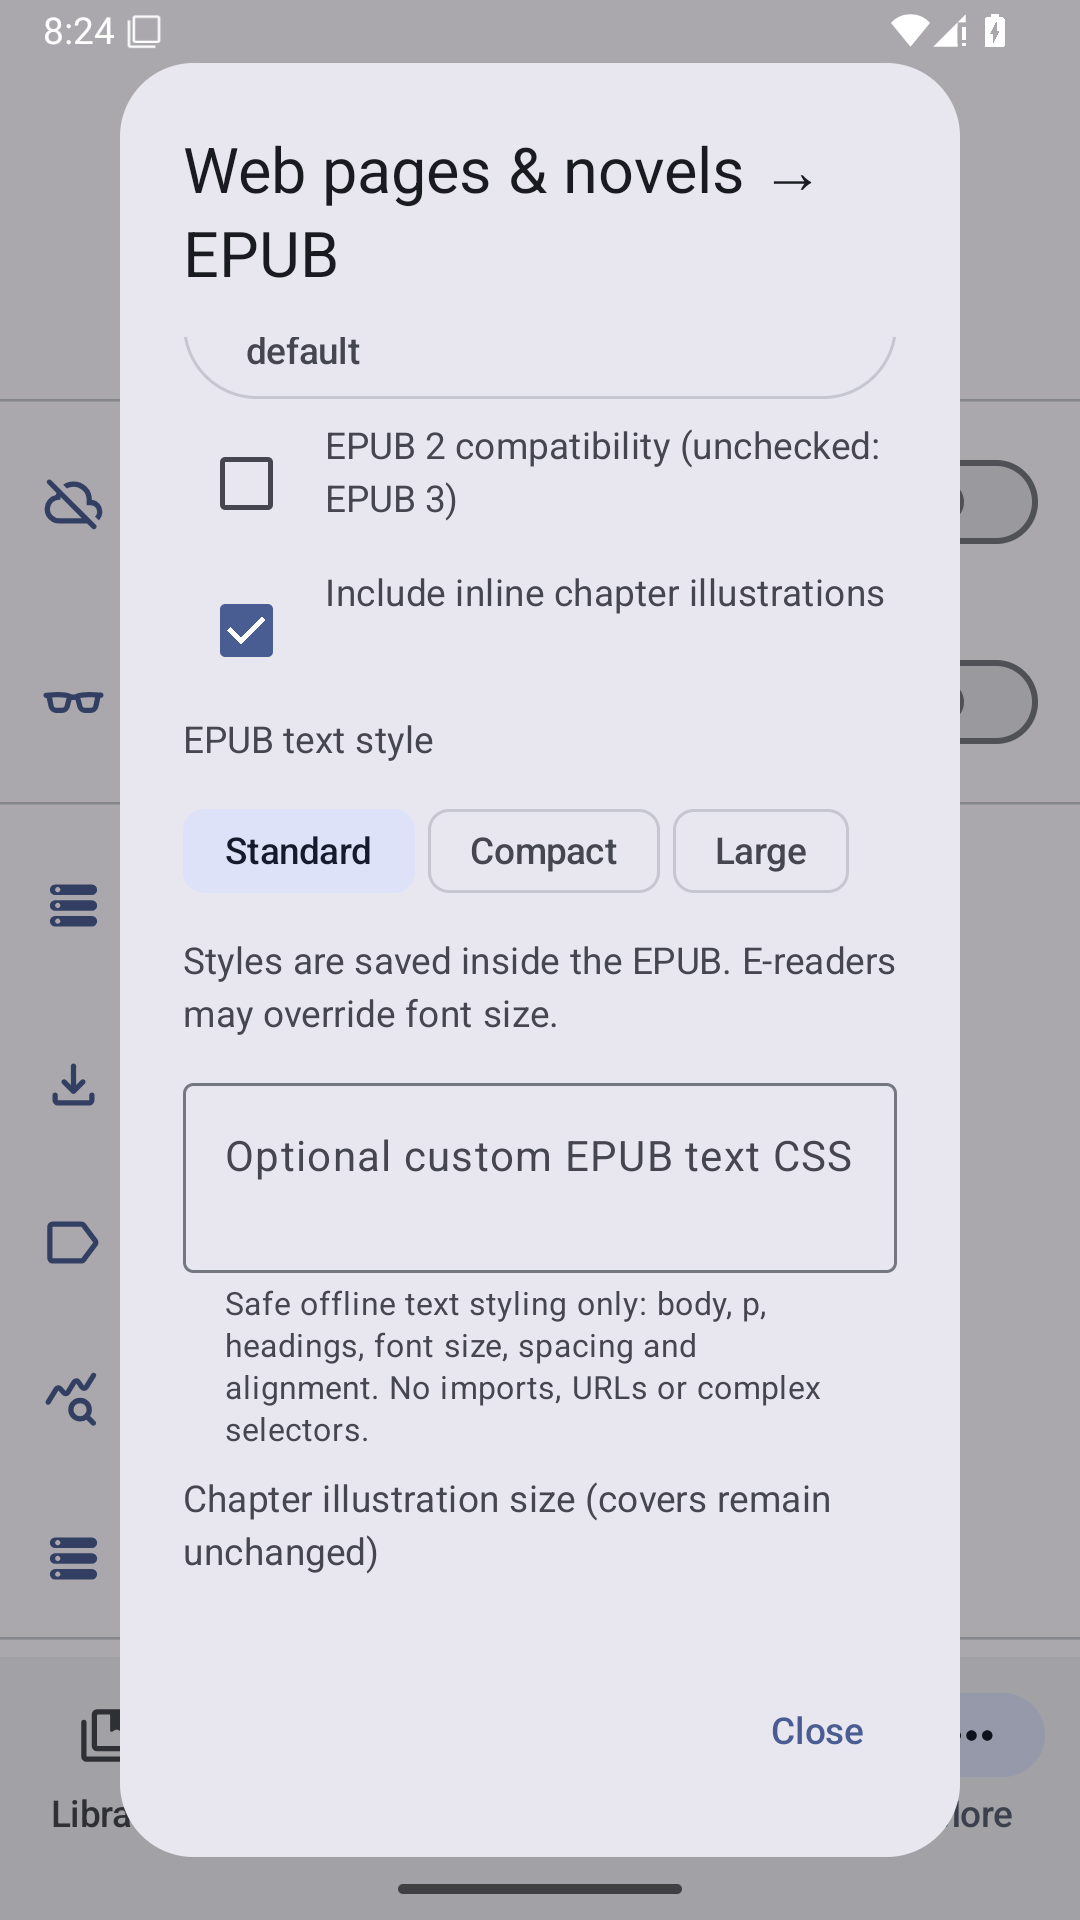 8:24
Web pages & novels →
EPUB
default
EPUB 2 compatibility (unchecked:
EPUB 3)
Include inline chapter illustrations
EPUB text style
Standard
Compact
Large
Styles are saved inside the EPUB. E-readers
may override font size.
Optional custom EPUB text CSS
Safe offline text styling only: body, p,
headings, font size, spacing and
alignment. No imports, URLs or complex
selectors.
Chapter illustration size (covers remain
unchanged)
Close